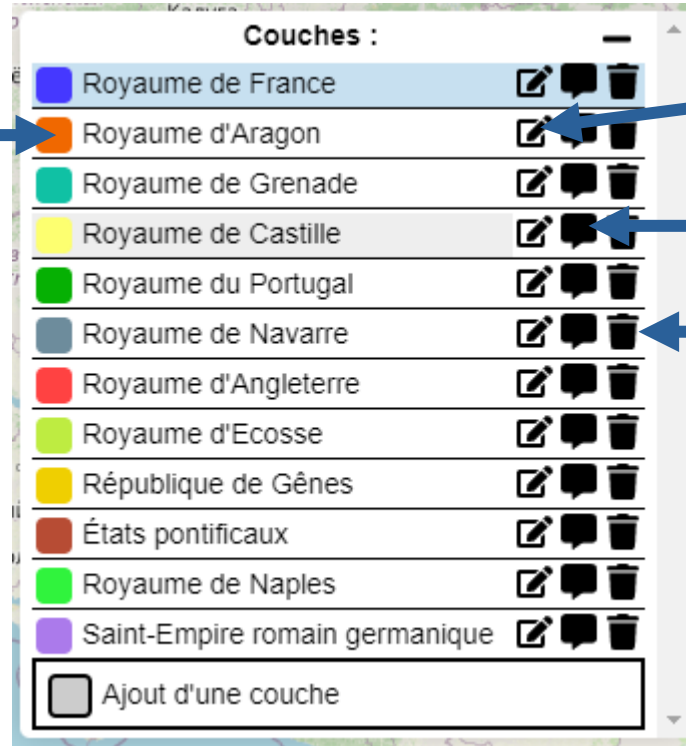 Couches :
Royaume de France
Royaume d'Aragon
Royaume de Grenade
Royaume de Castille
Royaume du Portugal
Royaume de Navarre
Royaume d'Angleterre
Royaume d'Ecosse
République de Gênes
États pontificaux
Royaume de Naples
Saint-Empire romain germanique
Ajout d'une couche